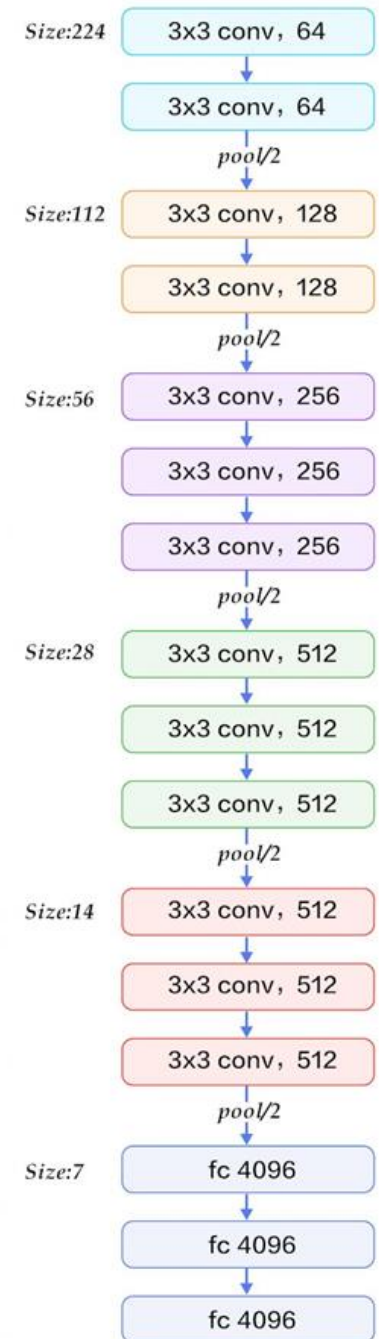 Size:224 3x3 conv, 64
3x3 conv, 64
pool/2
Size:112 3x3 conv, 128
3x3 conv, 128
pool/2
Size:56 3x3 conv, 256
3x3 conv, 256
3x3 conv, 256
pool/2
Size:28 3x3 conv, 512
3x3 conv, 512
3x3 conv, 512
pool/2
Size:14 3x3 conv, 512
3x3 conv, 512
3x3 conv, 512
pool/2
Size:7 fc 4096
fc 4096
fc 4096